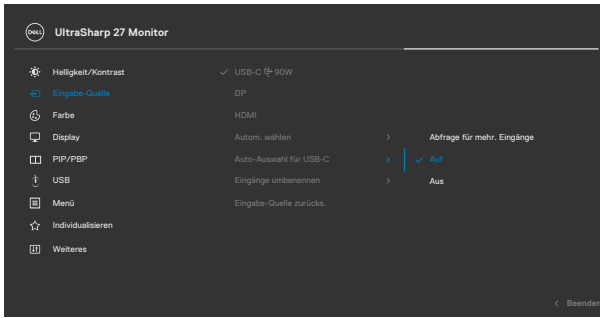 DELL UltraSharp 27 Monitor
Helligkeit/Kontrast
Eingabe-Quelle
Farbe
Display
PIP/PBP
USB
Menü
Individualisieren
Weiteres
USB-C 90W
DP
HDMI
Autom. wählen
Auto-Auswahl für USB-C
Eingänge umbenennen
Eingabe-Quelle zurücks.
Abfrage für mehr. Eingänge
Auf
Aus
Beenden